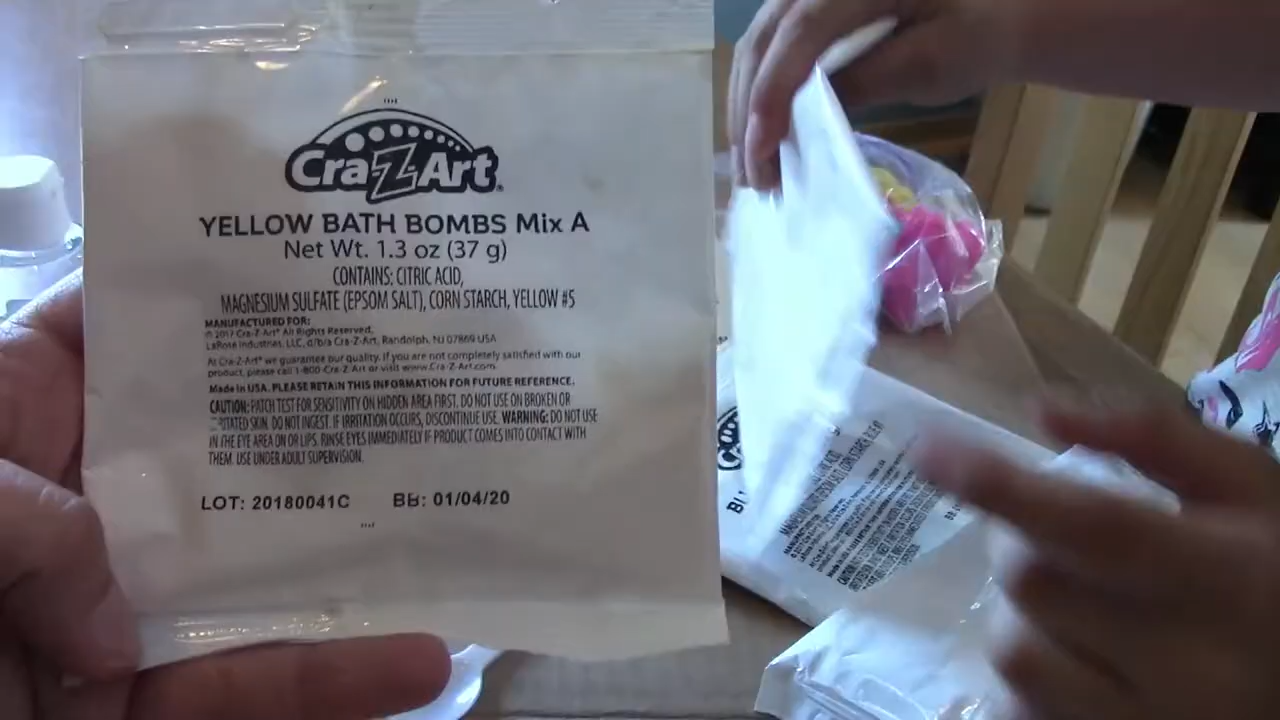 Cra-Z-Art
YELLOW BATH BOMBS Mix A
Net Wt. 1.3 oz (37 g)
CONTAINS: CITRIC ACID,
MAGNESIUM SULFATE (EPSOM SALT), CORN STARCH, YELLOW #5
MANUFACTURED FOR:
© 2017 Cra-Z-Art® All Rights Reserved.
LaRose Industries, LLC, d/b/a Cra-Z-Art, Randolph, NJ 07869 USA
At Cra-Z-Art® we guarantee our quality. If you are not completely satisfied with our
product, please call 1-800-Cra-Z-Art or visit www.Cra-Z-Art.com.
Made in USA. PLEASE RETAIN THIS INFORMATION FOR FUTURE REFERENCE.
CAUTION: PATCH TEST FOR SENSITIVITY ON HIDDEN AREA FIRST. DO NOT USE ON BROKEN OR
IRRITATED SKIN. DO NOT INGEST. IF IRRITATION OCCURS, DISCONTINUE USE. WARNING: DO NOT USE
IN THE EYE AREA OR ON LIPS. RINSE EYES IMMEDIATELY IF PRODUCT COMES INTO CONTACT WITH
THEM. USE UNDER ADULT SUPERVISION.
LOT: 20180041C BB: 01/04/20